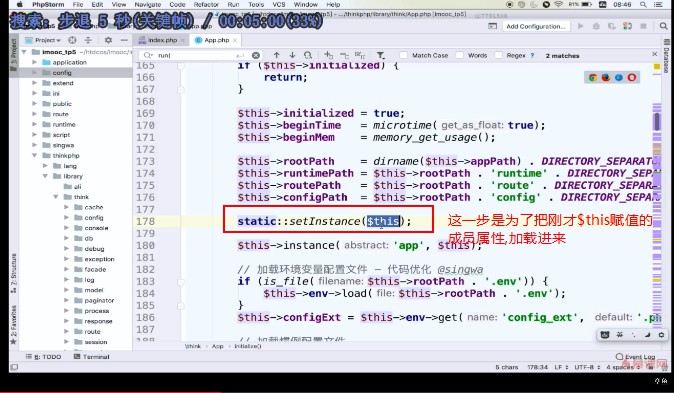 PhpStorm File Edit View Navigate Code Refactor Run Tools VCS Window Help
81% 08:46
搜索: 步退 5 秒(关键帧) / 00:05:00(33%)
.../thinkphp/library/think/App.php [imooc_tp5]
Add Configuration...
Project
index.php App.php
run(
Match Case Words Regex ? 2 matches
imooc_tp5
application
config
extend
ini
public
route
runtime
script
singwa
thinkphp
lang
library
ali
think
cache
config
console
db
debug
exception
facade
log
model
paginator
process
response
route
session
165 if ($this->initialized) {
166 return;
167 }
168
169 $this->initialized = true;
170 $this->beginTime = microtime( get_as_float: true);
171 $this->beginMem = memory_get_usage();
172
173 $this->rootPath = dirname($this->appPath) . DIRECTORY_SEPARAT
174 $this->runtimePath = $this->rootPath . 'runtime' . DIRECTORY_SE
175 $this->routePath = $this->rootPath . 'route' . DIRECTORY_SEPA
176 $this->configPath = $this->rootPath . 'config' . DIRECTORY_SEPA
177
178 static::setInstance($this);
179
180 $this->instance( abstract: 'app', $this);
181
182 // 加载环境变量配置文件 - 代码优化 @singwa
183 if (is_file( filename: $this->rootPath . '.env')) {
184 $this->env->load( file: $this->rootPath . '.env');
185 }
186 $this->configExt = $this->env->get( name: 'config_ext', default: '.p
187
188 // 加载惯例配置文件
这一步是为了把刚才$this赋值的
成员属性,加载进来
\think App initialize()
6: TODO Terminal
Event Log
5 chars 178:34 LF UTF-8 4 spaces
1: Project
Z: Structure
2: Favorites
Database
慕课网